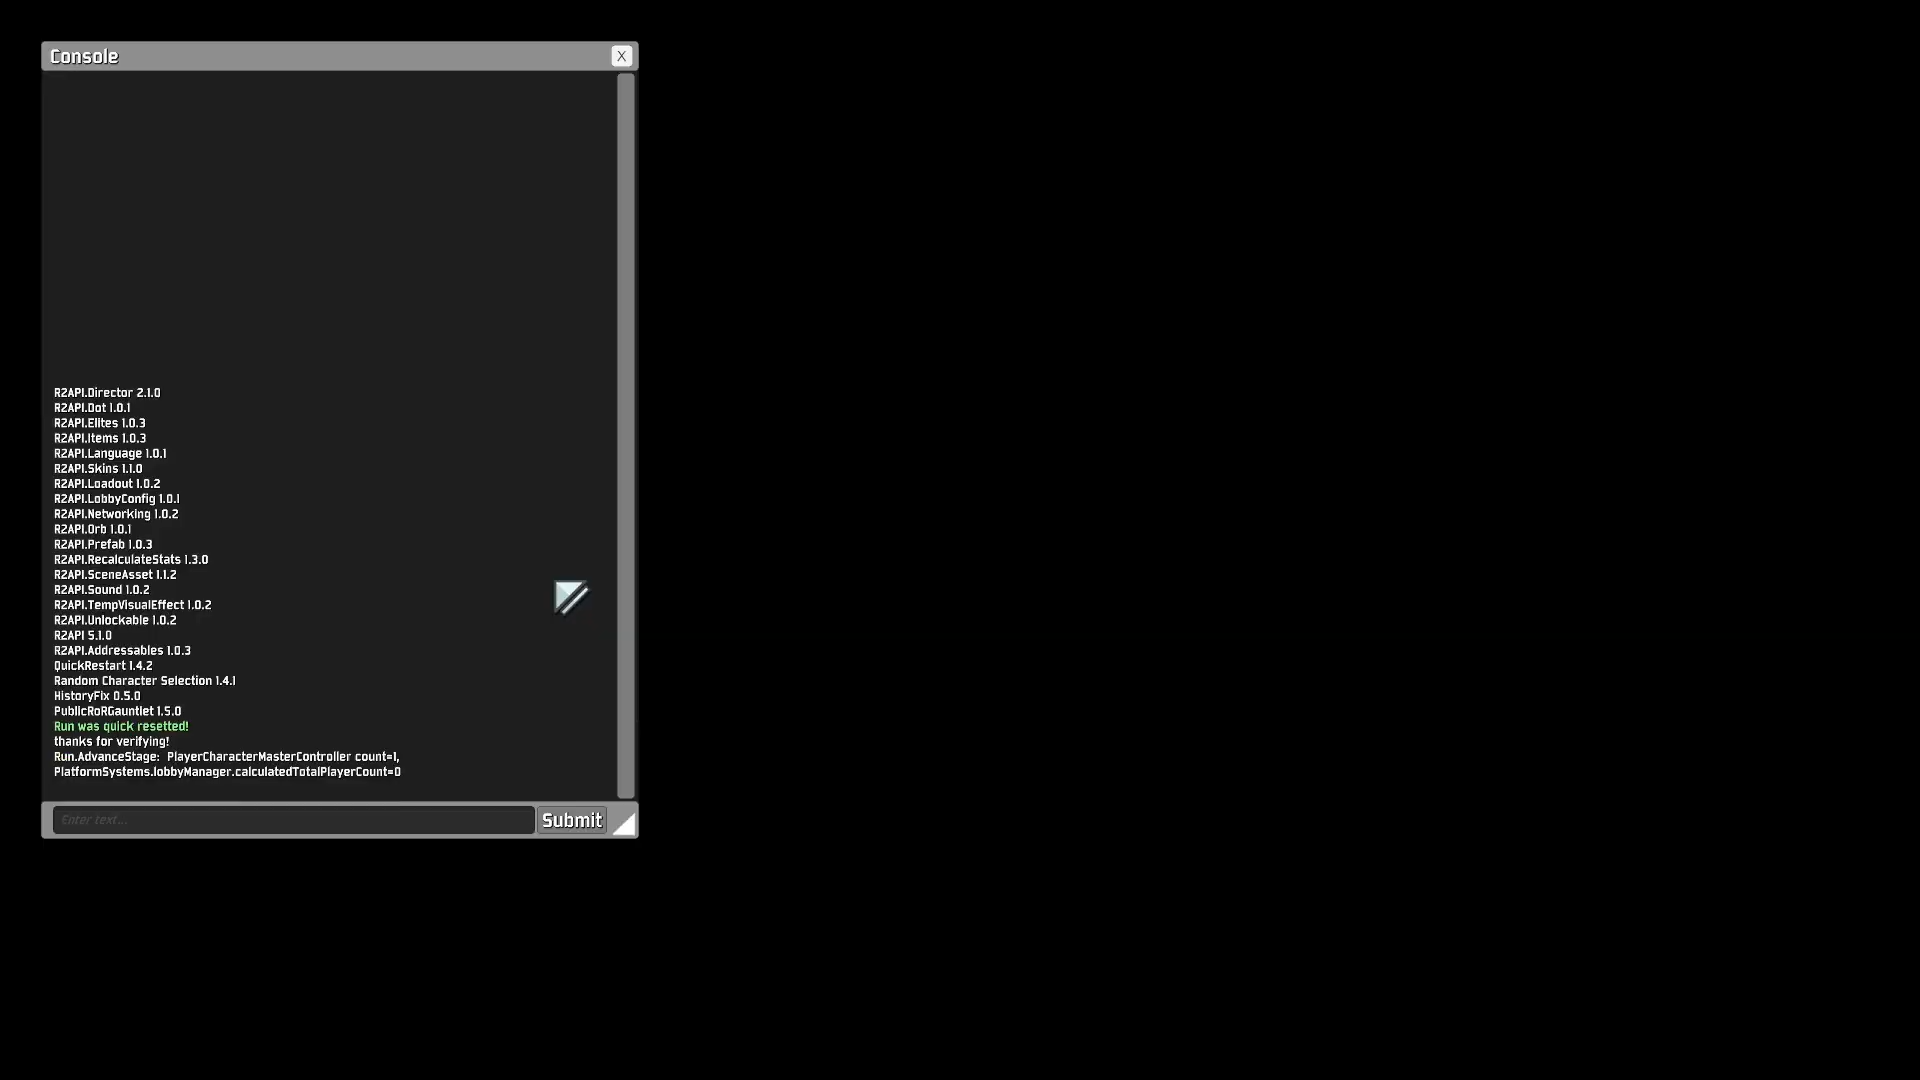 Console
X
R2API.Director 2.1.0
R2API.Dot 1.0.1
R2API.Elites 1.0.3
R2API.Items 1.0.3
R2API.Language 1.0.1
R2API.Skins 1.1.0
R2API.Loadout 1.0.2
R2API.LobbyConfig 1.0.1
R2API.Networking 1.0.2
R2API.Orb 1.0.1
R2API.Prefab 1.0.3
R2API.RecalculateStats 1.3.0
R2API.SceneAsset 1.1.2
R2API.Sound 1.0.2
R2API.TempVisualEffect 1.0.2
R2API.Unlockable 1.0.2
R2API 5.1.0
R2API.Addressables 1.0.3
QuickRestart 1.4.2
Random Character Selection 1.4.1
HistoryFix 0.5.0
PublicRoRGauntlet 1.5.0
Run was quick resetted!
thanks for verifying!
Run.AdvanceStage:  PlayerCharacterMasterController count=1,
PlatformSystems.lobbyManager.calculatedTotalPlayerCount=0
Enter text...
Submit